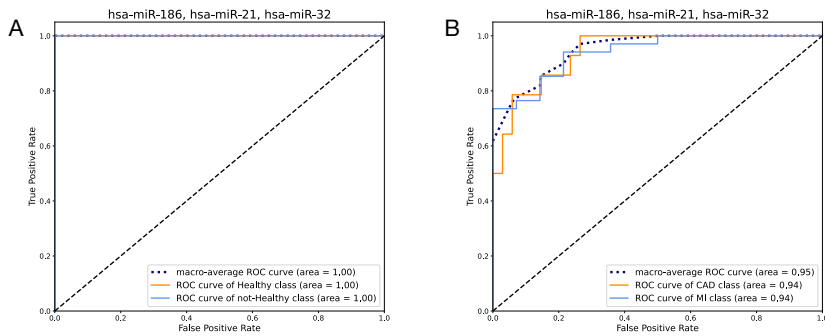 A
hsa-miR-186, hsa-miR-21, hsa-miR-32
True Positive Rate
1.0
0.8
0.6
0.4
0.2
0.0
macro-average ROC curve (area = 1,00)
ROC curve of Healthy class (area = 1,00)
ROC curve of not-Healthy class (area = 1,00)
0.0 0.2 0.4 0.6 0.8 1.0
False Positive Rate
B
hsa-miR-186, hsa-miR-21, hsa-miR-32
True Positive Rate
1.0
0.8
0.6
0.4
0.2
0.0
macro-average ROC curve (area = 0,95)
ROC curve of CAD class (area = 0,94)
ROC curve of MI class (area = 0,94)
0.0 0.2 0.4 0.6 0.8 1.0
False Positive Rate